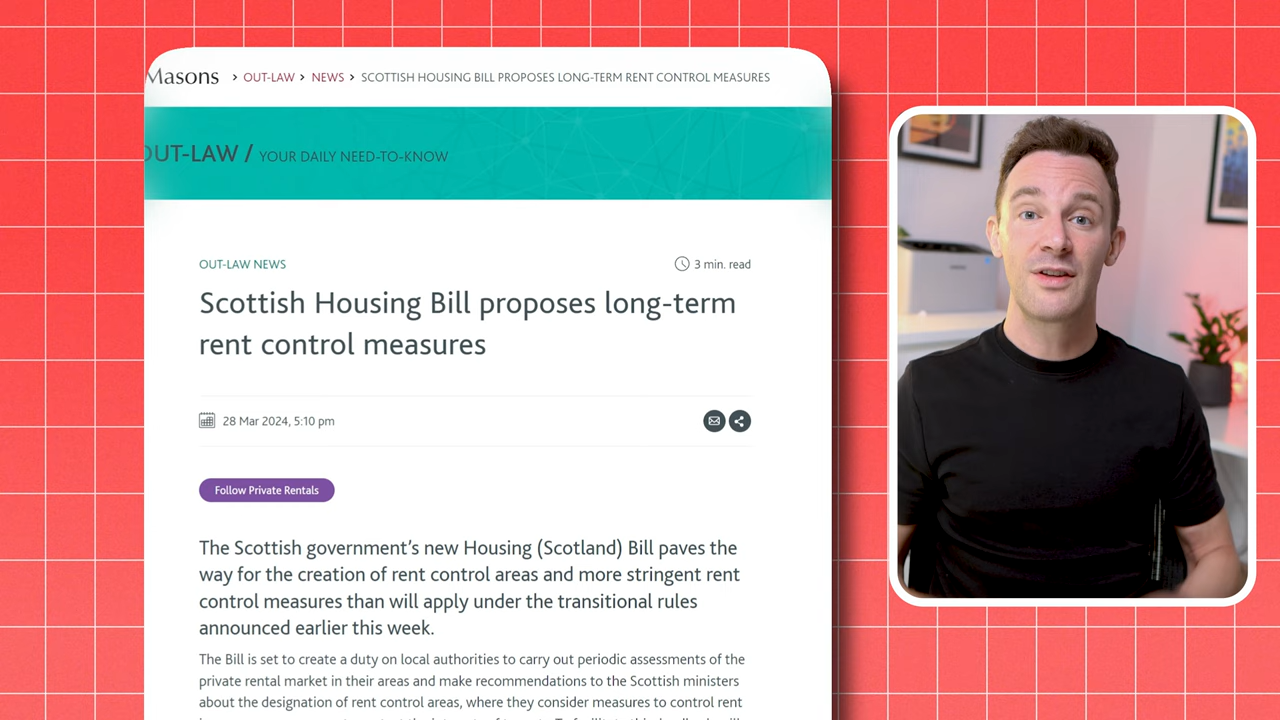 Masons > OUT-LAW > NEWS > SCOTTISH HOUSING BILL PROPOSES LONG-TERM RENT CONTROL MEASURES
OUT-LAW / YOUR DAILY NEED-TO-KNOW
OUT-LAW NEWS
3 min. read
Scottish Housing Bill proposes long-term
rent control measures
28 Mar 2024, 5:10 pm
Follow Private Rentals
The Scottish government’s new Housing (Scotland) Bill paves the
way for the creation of rent control areas and more stringent rent
control measures than will apply under the transitional rules
announced earlier this week.
The Bill is set to create a duty on local authorities to carry out periodic assessments of the
private rental market in their areas and make recommendations to the Scottish ministers
about the designation of rent control areas, where they consider measures to control rent